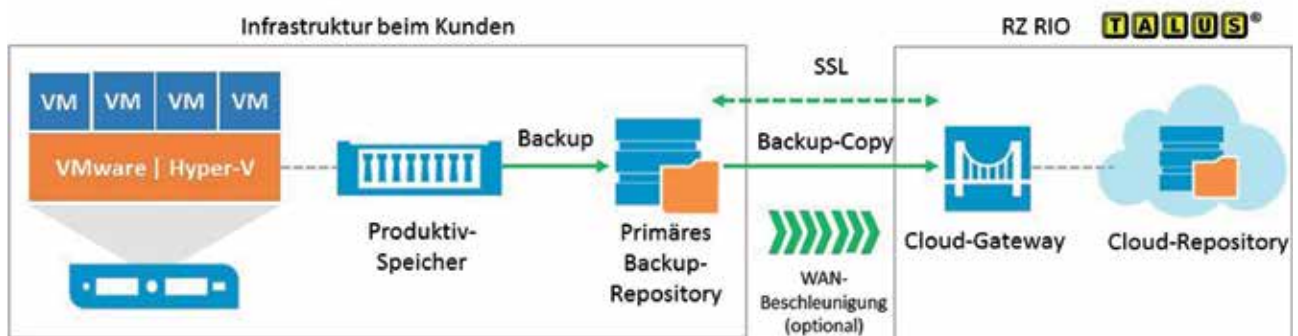 Infrastruktur beim Kunden
RZ RIO TALUS®
VM VM VM VM
VMware | Hyper-V
Produktiv-
Speicher
Backup
Primäres
Backup-
Repository
SSL
Backup-Copy
WAN-
Beschleunigung
(optional)
Cloud-Gateway
Cloud-Repository